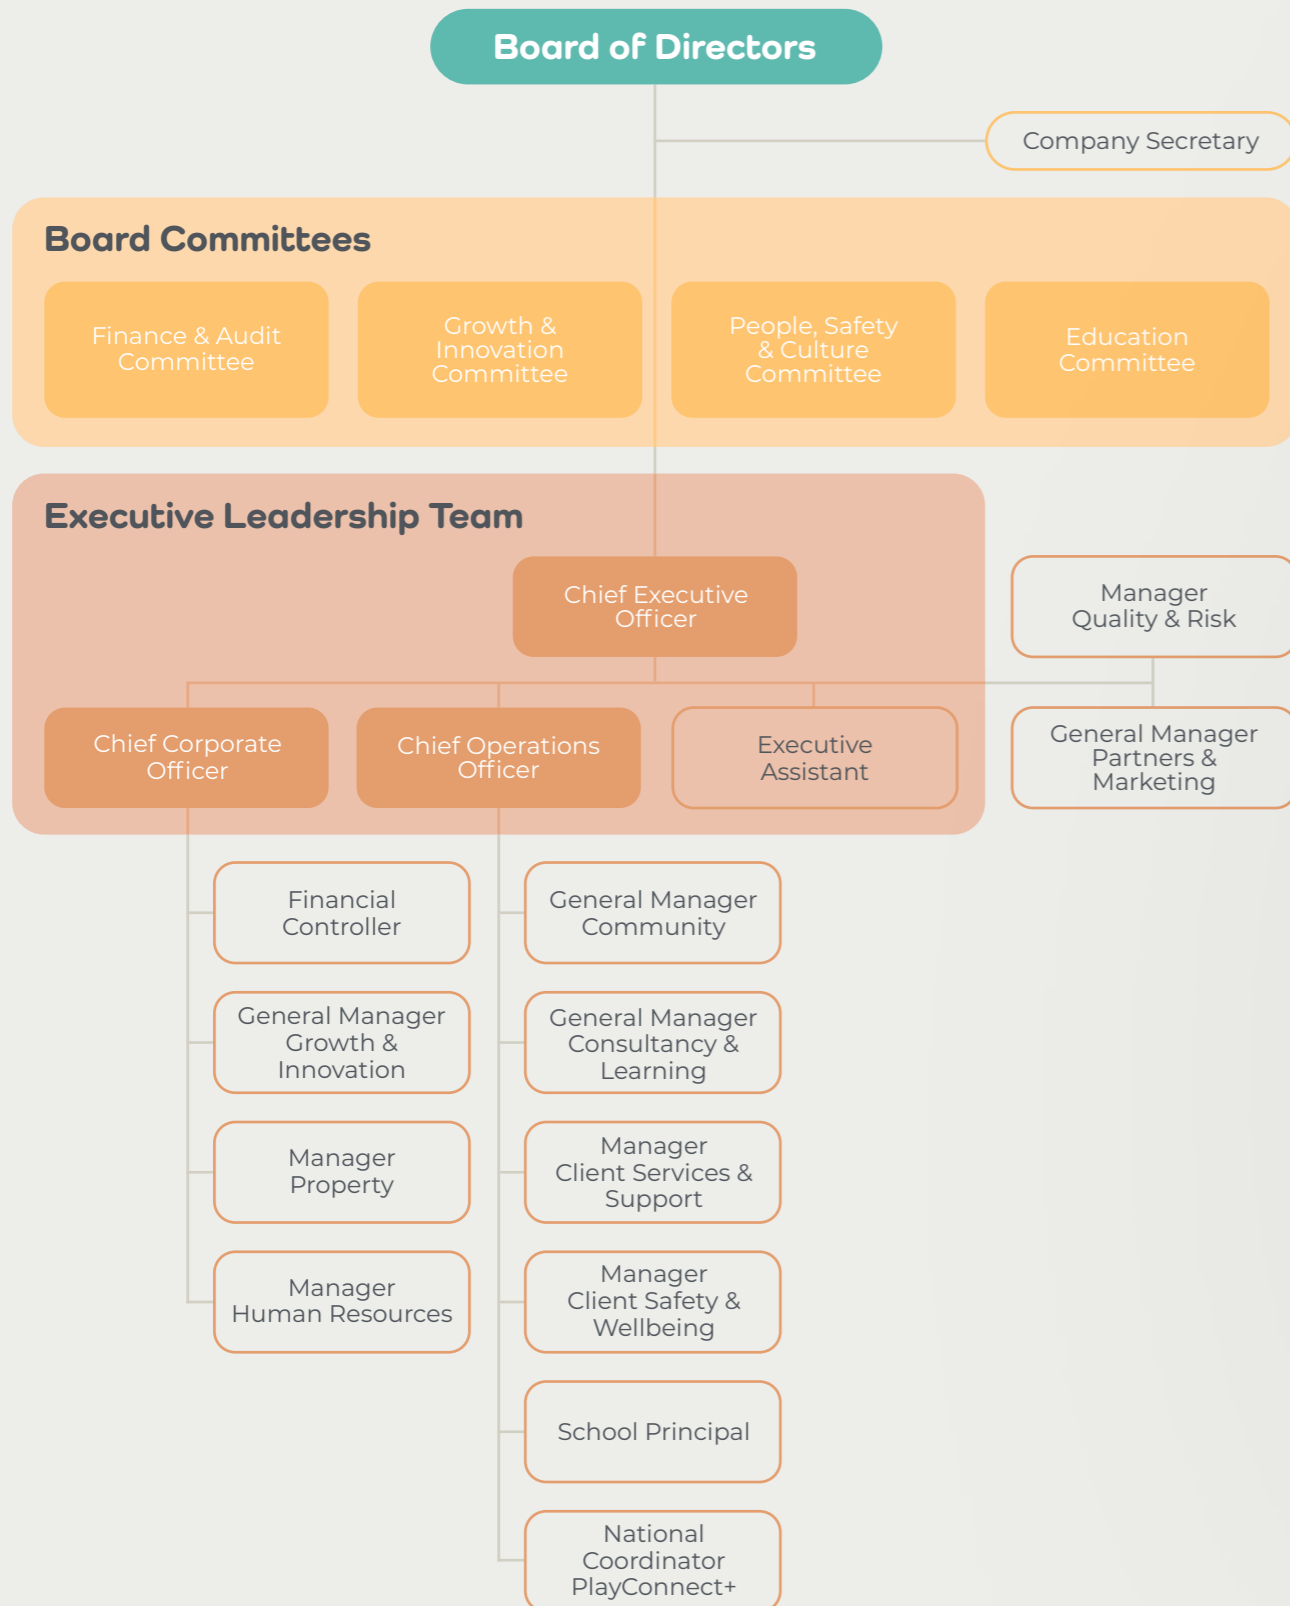 Board of Directors
Company Secretary
Board Committees
Finance & Audit
Committee
Growth &
Innovation
Committee
People, Safety
& Culture
Committee
Education
Committee
Executive Leadership Team
Chief Executive
Officer
Manager
Quality & Risk
Chief Corporate
Officer
Chief Operations
Officer
Executive
Assistant
General Manager
Partners &
Marketing
Financial
Controller
General Manager
Growth &
Innovation
Manager
Property
Manager
Human Resources
General Manager
Community
General Manager
Consultancy &
Learning
Manager
Client Services &
Support
Manager
Client Safety &
Wellbeing
School Principal
National
Coordinator
PlayConnect+